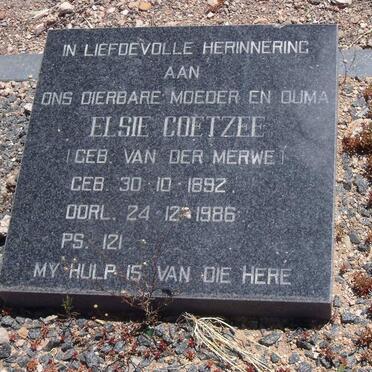 IN LIEFDEVOLLE HERINNERING
AAN
ONS DIERBARE MOEDER EN OUMA
ELSIE COETZEE
(GEB. VAN DER MERWE)
GEB. 30-10-1892.
OORL. 24-12-1986
PS. 121
MY HULP IS VAN DIE HERE